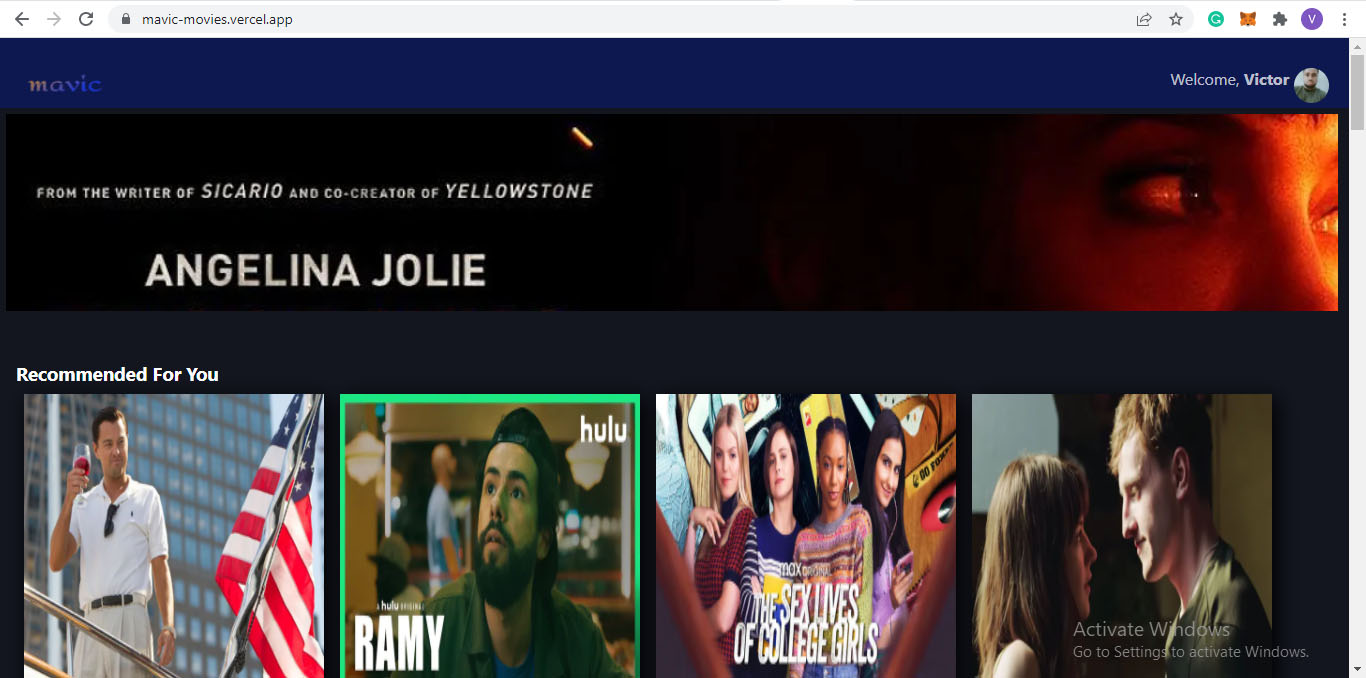 mavic-movies.vercel.app
G
V
mavic
Welcome, Victor
FROM THE WRITER OF SICARIO AND CO-CREATOR OF YELLOWSTONE
ANGELINA JOLIE
Recommended For You
hulu
A hulu ORIGINAL
RAMY
GO FOXES
max ORIGINAL
THE SEX LIVES
OF COLLEGE GIRLS
Activate Windows
Go to Settings to activate Windows.